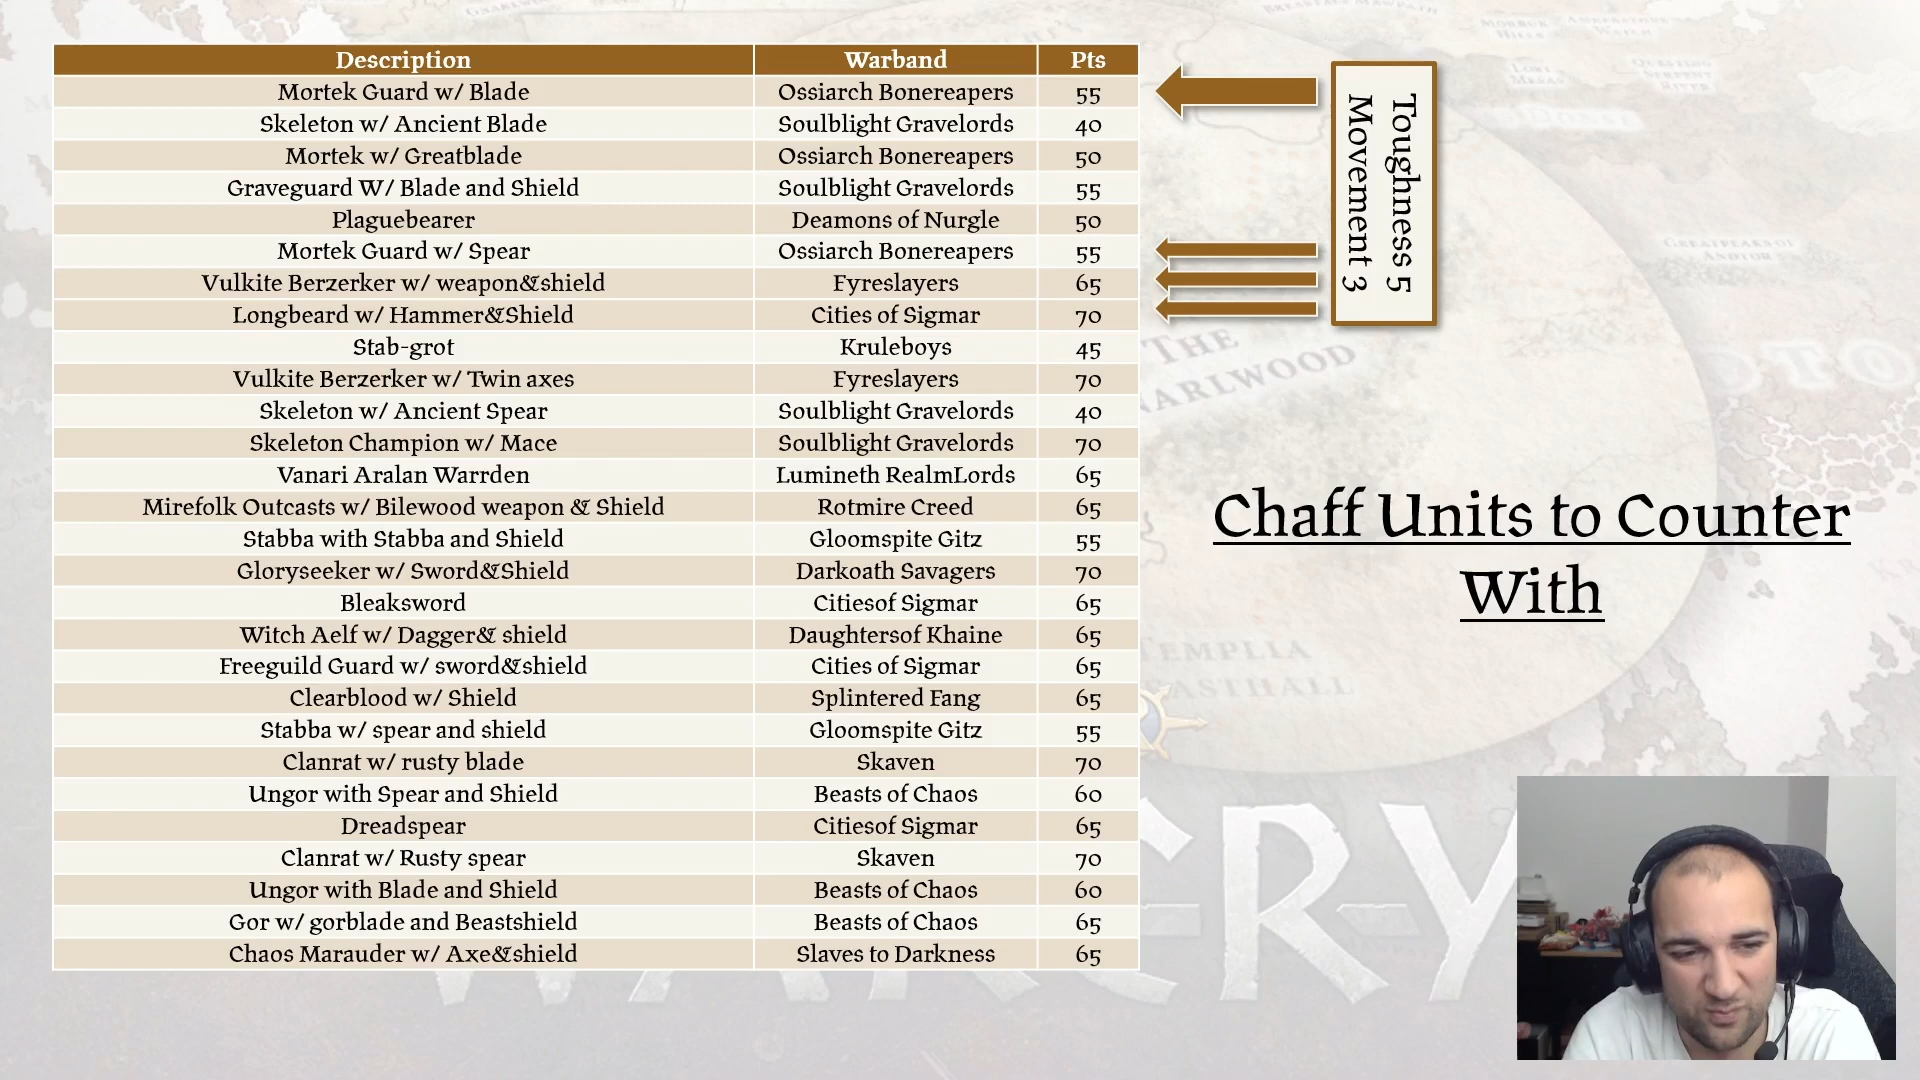 Description Warband Pts
Mortek Guard w/ Blade Ossiarch Bonereapers 55
Skeleton w/ Ancient Blade Soulblight Gravelords 40
Mortek w/ Greatblade Ossiarch Bonereapers 50
Graveguard W/ Blade and Shield Soulblight Gravelords 55
Plaguebearer Deamons of Nurgle 50
Mortek Guard w/ Spear Ossiarch Bonereapers 55
Vulkite Berzerker w/ weapon&shield Fyreslayers 65
Longbeard w/ Hammer&Shield Cities of Sigmar 70
Stab-grot Kruleboys 45
Vulkite Berzerker w/ Twin axes Fyreslayers 70
Skeleton w/ Ancient Spear Soulblight Gravelords 40
Skeleton Champion w/ Mace Soulblight Gravelords 70
Vanari Aralan Warrden Lumineth RealmLords 65
Mirefolk Outcasts w/ Bilewood weapon & Shield Rotmire Creed 65
Stabba with Stabba and Shield Gloomspite Gitz 55
Gloryseeker w/ Sword&Shield Darkoath Savagers 70
Bleaksword Citiesof Sigmar 65
Witch Aelf w/ Dagger& shield Daughtersof Khaine 65
Freeguild Guard w/ sword&shield Cities of Sigmar 65
Clearblood w/ Shield Splintered Fang 65
Stabba w/ spear and shield Gloomspite Gitz 55
Clanrat w/ rusty blade Skaven 70
Ungor with Spear and Shield Beasts of Chaos 60
Dreadspear Citiesof Sigmar 65
Clanrat w/ Rusty spear Skaven 70
Ungor with Blade and Shield Beasts of Chaos 60
Gor w/ gorblade and Beastshield Beasts of Chaos 65
Chaos Marauder w/ Axe&shield Slaves to Darkness 65
Toughness 5
Movement 3
Chaff Units to Counter
With
THE